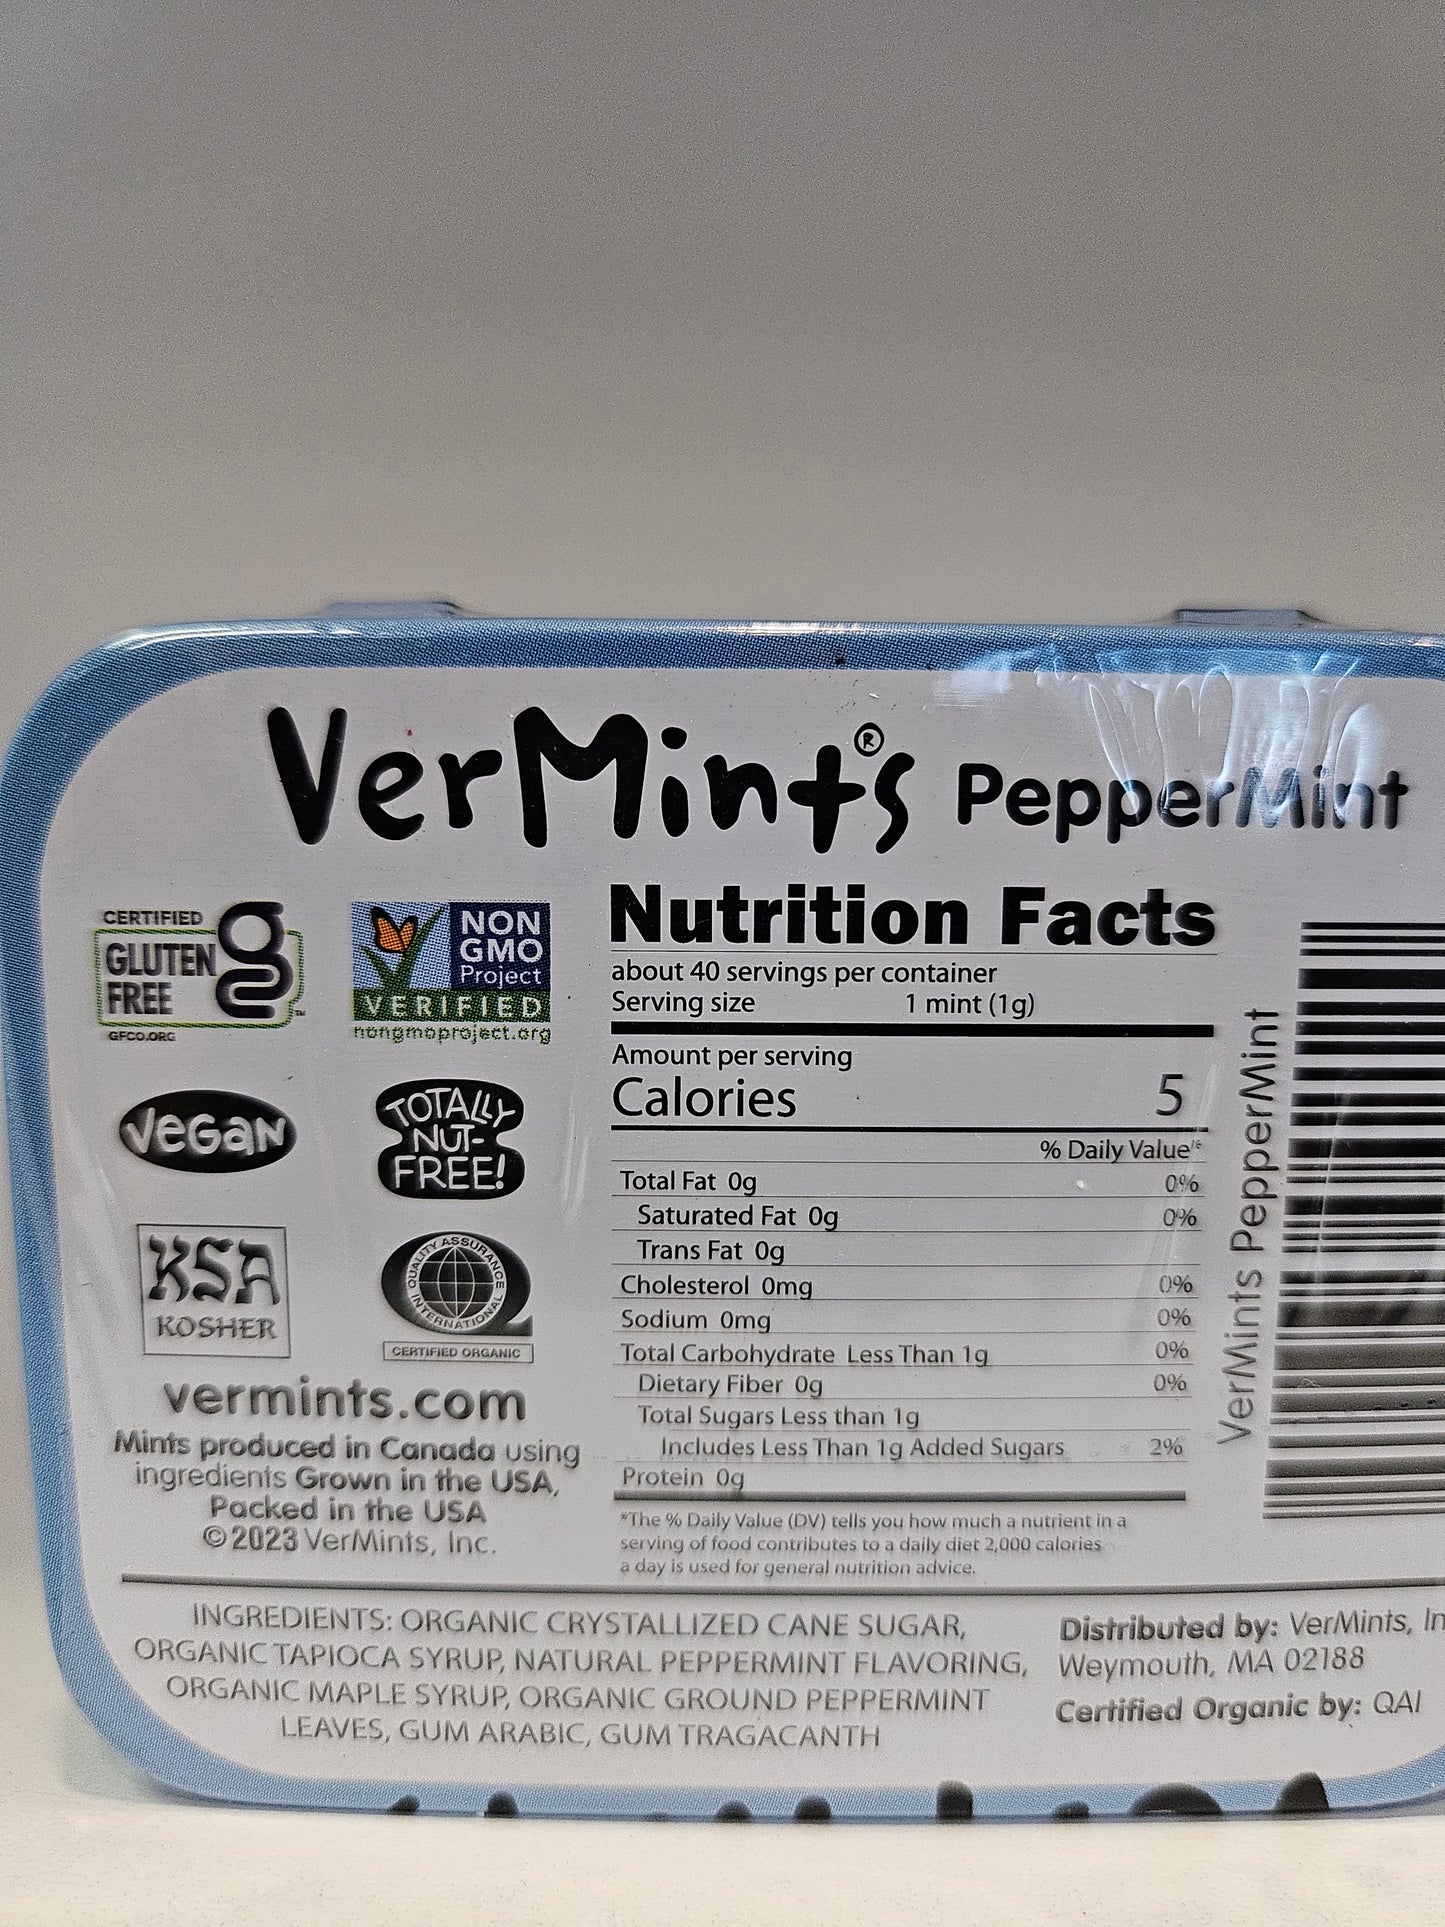 VerMints® PepperMint
CERTIFIED
GLUTEN
FREE
GFCO.ORG
NON
GMO
Project
VERIFIED
nongmoproject.org
VEGAN
TOTALLY
NUT-
FREE!
KSA
KOSHER
QUALITY ASSURANCE
INTERNATIONAL
CERTIFIED ORGANIC
vermints.com
Mints produced in Canada using
ingredients Grown in the USA,
Packed in the USA
©2023 VerMints, Inc.
Nutrition Facts
about 40 servings per container
Serving size 1 mint (1g)
Amount per serving
Calories 5
% Daily Value*
Total Fat 0g 0%
Saturated Fat 0g 0%
Trans Fat 0g
Cholesterol 0mg 0%
Sodium 0mg 0%
Total Carbohydrate Less Than 1g 0%
Dietary Fiber 0g 0%
Total Sugars Less than 1g
Includes Less Than 1g Added Sugars 2%
Protein 0g
*The % Daily Value (DV) tells you how much a nutrient in a
serving of food contributes to a daily diet 2,000 calories
a day is used for general nutrition advice.
VerMints PepperMint
INGREDIENTS: ORGANIC CRYSTALLIZED CANE SUGAR,
ORGANIC TAPIOCA SYRUP, NATURAL PEPPERMINT FLAVORING,
ORGANIC MAPLE SYRUP, ORGANIC GROUND PEPPERMINT
LEAVES, GUM ARABIC, GUM TRAGACANTH
Distributed by: VerMints, In
Weymouth, MA 02188
Certified Organic by: QAI